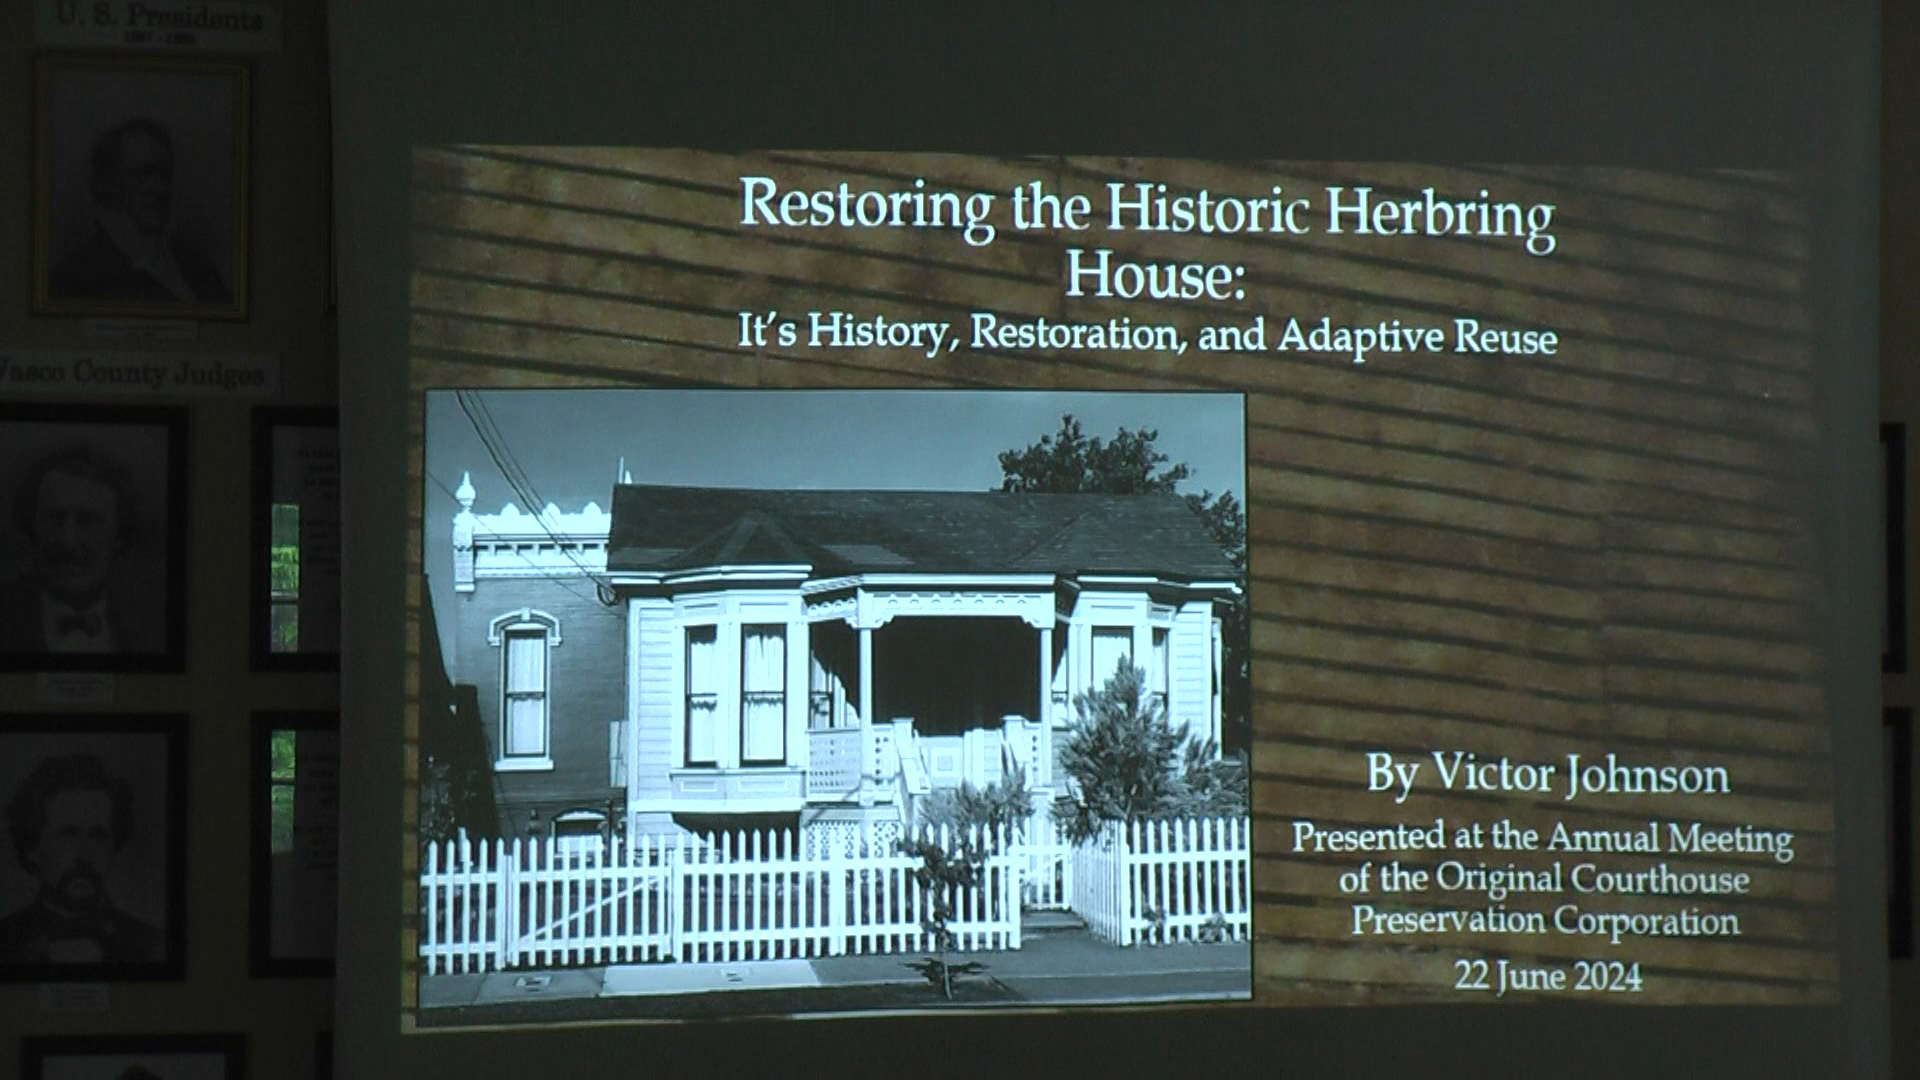 U. S. Presidents
Wasco County Judges
Restoring the Historic Herbring
House:
It's History, Restoration, and Adaptive Reuse
By Victor Johnson
Presented at the Annual Meeting
of the Original Courthouse
Preservation Corporation
22 June 2024